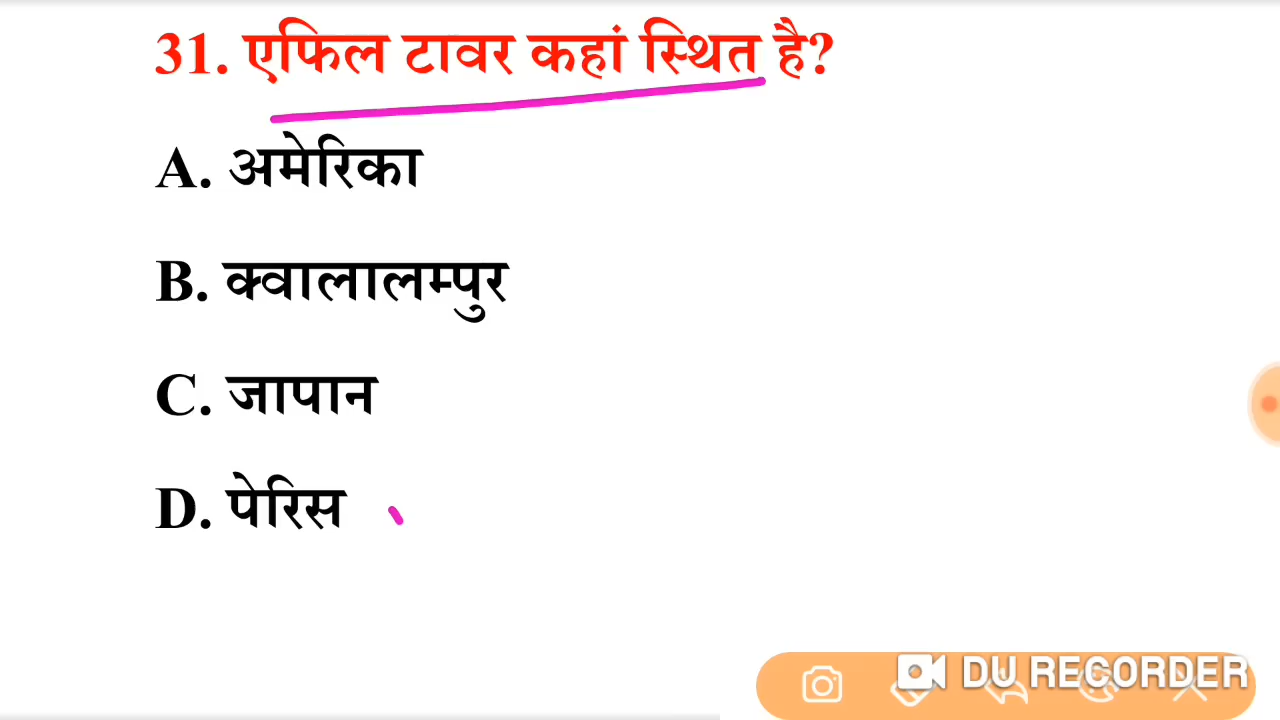 31. एफिल टावर कहां स्थित है?
A. अमेरिका
B. क्वालालम्पुर
C. जापान
D. पेरिस
DU RECORDER